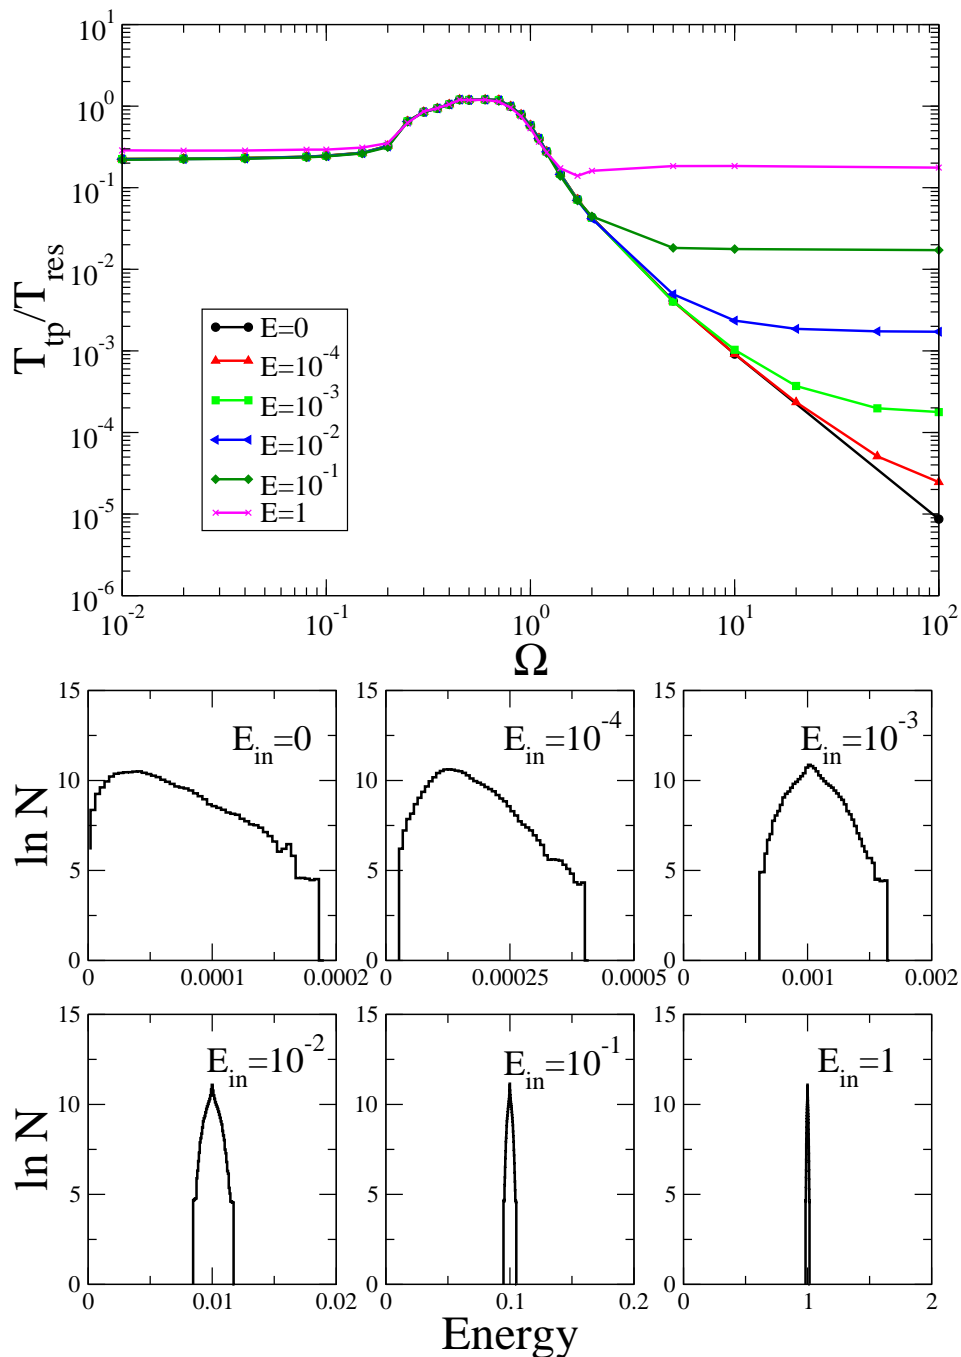 10^1
10^0
10^-1
10^-2
10^-3
10^-4
10^-5
10^-6
T_tp/T_res
E=0
E=10^-4
E=10^-3
E=10^-2
E=10^-1
E=1
10^-2 10^-1 10^0 10^1 10^2
Ω
15 15 15
E_in=0 E_in=10^-4 E_in=10^-3
10 10 10
ln N
5 5 5
0 0 0
0 0.0001 0.0002 0 0.00025 0.0005 0 0.001 0.002
15 15 15
E_in=10^-2 E_in=10^-1 E_in=1
10 10 10
ln N
5 5 5
0 0 0
0 0.01 0.02 0 0.1 0.2 0 1 2
Energy